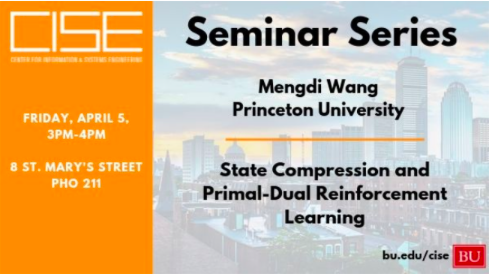 CISE
CENTER FOR INFORMATION & SYSTEMS ENGINEERING
FRIDAY, APRIL 5,
3PM-4PM
8 ST. MARY'S STREET
PHO 211
Seminar Series
Mengdi Wang
Princeton University
State Compression and
Primal-Dual Reinforcement
Learning
bu.edu/cise
BU